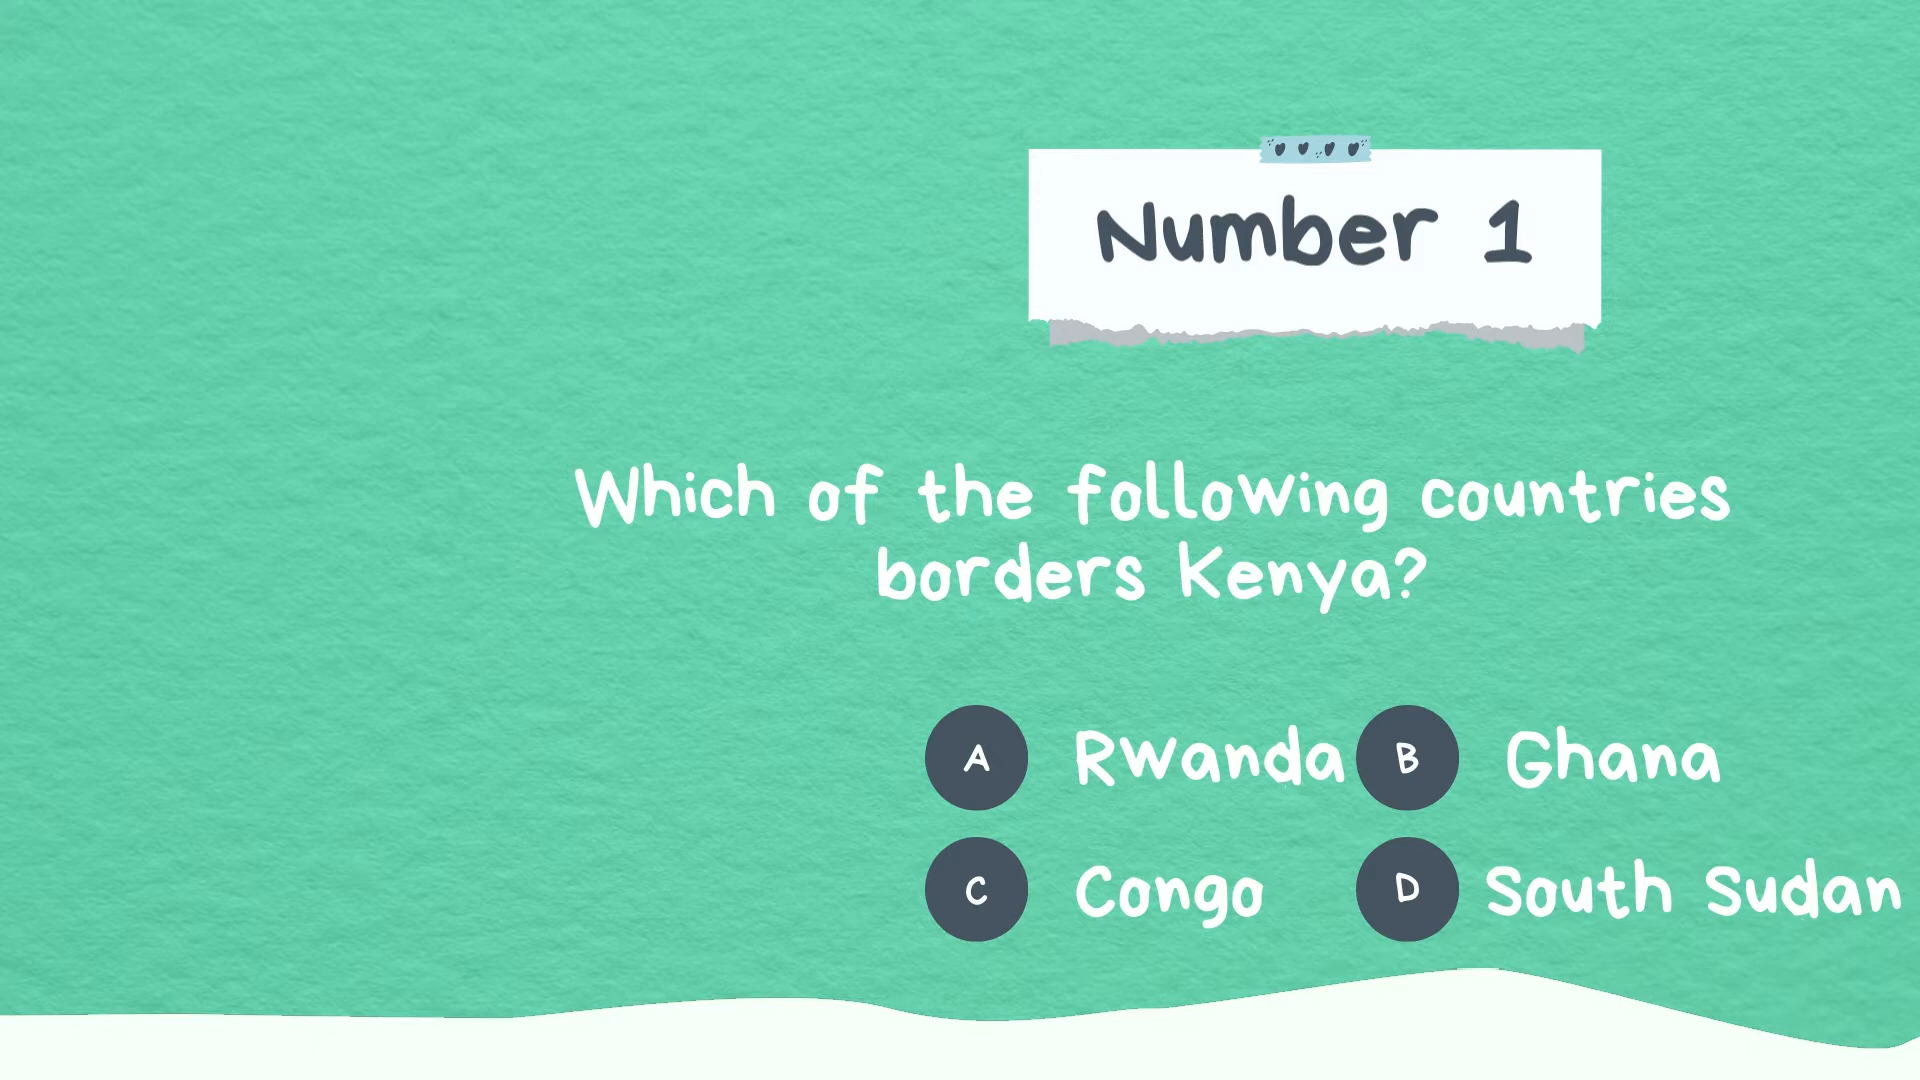 Number 1
Which of the following countries
borders Kenya?
A Rwanda B Ghana
C Congo D South Sudan